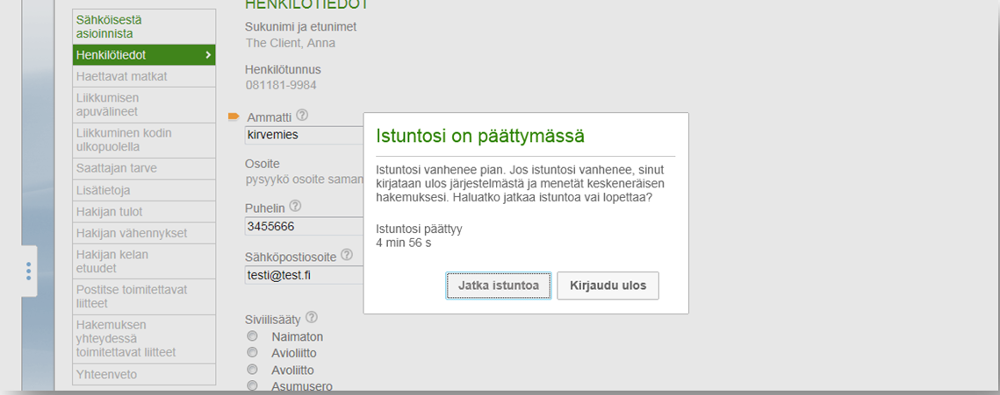 Sähköisestä
asioinnista
Henkilötiedot
Haettavat matkat
Liikkumisen
apuvälineet
Liikkuminen kodin
ulkopuolella
Saattajan tarve
Lisätietoja
Hakijan tulot
Hakijan vähennykset
Hakijan kelan
etuudet
Postitse toimitettavat
liitteet
Hakemuksen
yhteydessä
toimitettavat liitteet
Yhteenveto
HENKILÖTIEDOT
Sukunimi ja etunimet
The Client, Anna
Henkilötunnus
081181-9984
Ammatti ?
kirvemies
Osoite
pysyykö osoite saman
Puhelin ?
3455666
Sähköpostiosoite ?
testi@test.fi
Siviilisääty ?
Naimaton
Avioliitto
Avoliitto
Asumusero
Istuntosi on päättymässä
Istuntosi vanhenee pian. Jos istuntosi vanhenee, sinut
kirjataan ulos järjestelmästä ja menetät keskeneräisen
hakemuksesi. Haluatko jatkaa istuntoa vai lopettaa?
Istuntosi päättyy
4 min 56 s
Jatka istuntoa
Kirjaudu ulos